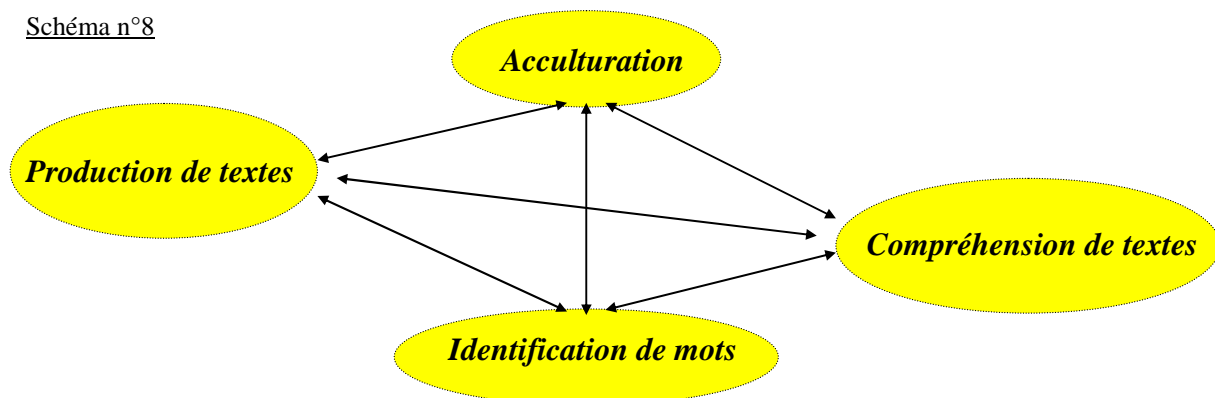 Schéma n°8
Acculturation
Production de textes
Compréhension de textes
Identification de mots